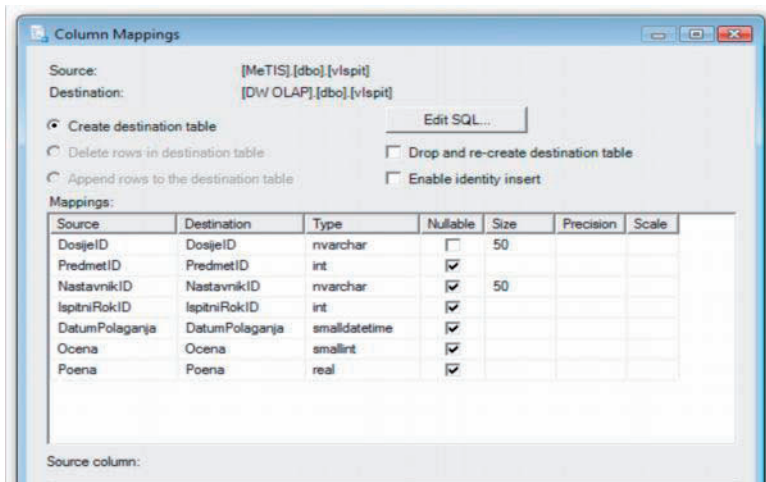 Column Mappings
Source: [MeTIS].[dbo].[vIspit]
Destination: [DW OLAP].[dbo].[vIspit]
Create destination table Edit SQL...
Delete rows in destination table Drop and re-create destination table
Append rows to the destination table Enable identity insert
Mappings:
Source Destination Type Nullable Size Precision Scale
DosijeID DosijeID nvarchar 50
PredmetID PredmetID int
NastavnikID NastavnikID nvarchar 50
IspitniRokID IspitniRokID int
DatumPolaganja DatumPolaganja smalldatetime
Ocena Ocena smallint
Poena Poena real
Source column: